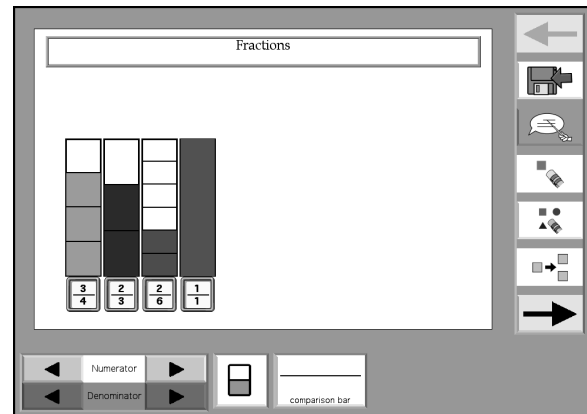 Fractions
3 2 2 1
4 3 6 1
Numerator
Denominator
comparison bar